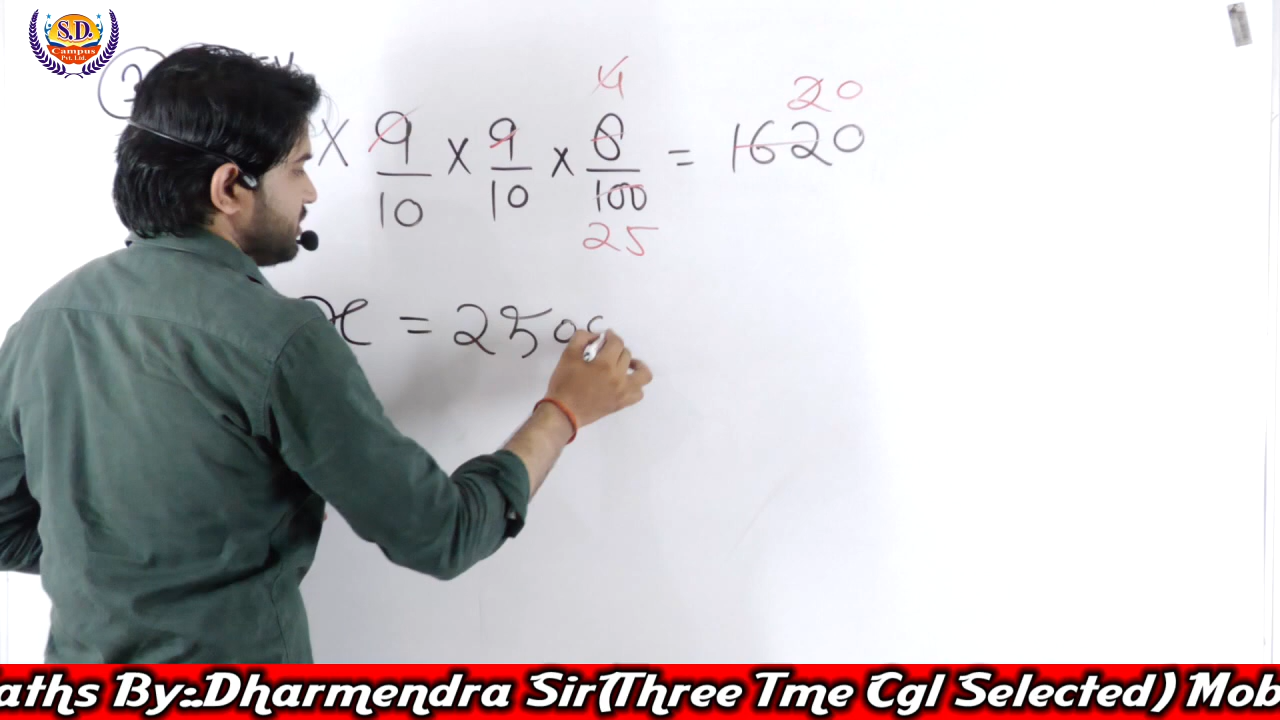 S.D.
Campus
Pvt. Ltd.
4
20
X 9/10 X 9/10 X 8/100 = 1620
25
x = 250
aths By:.Dharmendra Sir(Three Tme Cgl Selected) Mob